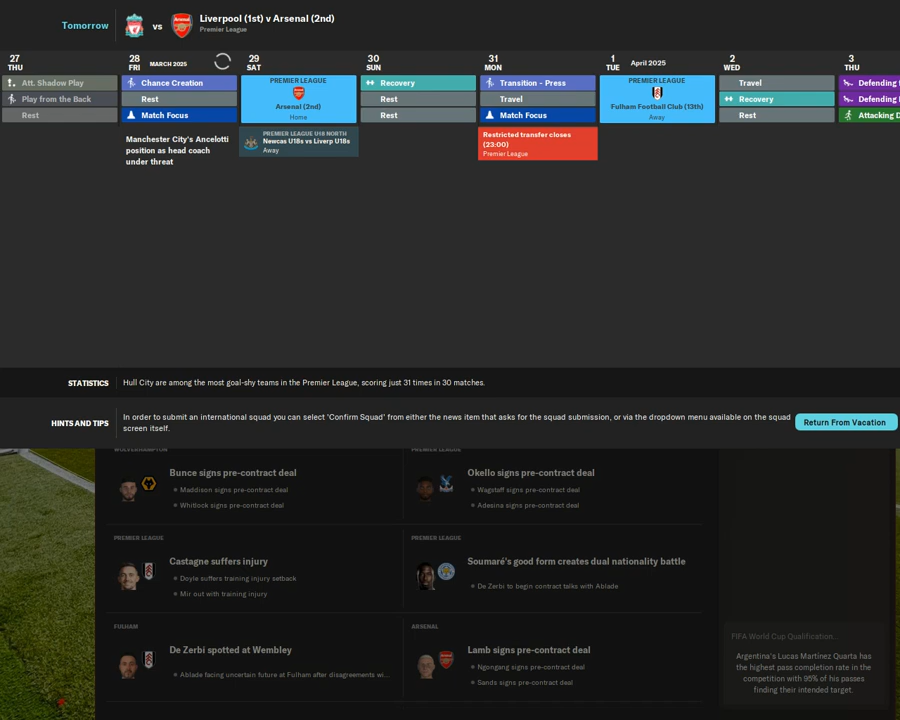 Tomorrow
vs
Liverpool (1st) v Arsenal (2nd)
Premier League
27
THU
28
FRI
MARCH 2025
29
SAT
30
SUN
31
MON
1
TUE
April 2025
2
WED
3
THU
Att. Shadow Play
Play from the Back
Rest
Chance Creation
Rest
Match Focus
PREMIER LEAGUE
Arsenal (2nd)
Home
Recovery
Rest
Rest
Transition - Press
Travel
Match Focus
PREMIER LEAGUE
Fulham Football Club (13th)
Away
Travel
Recovery
Rest
Defending
Defending
Attacking D
Manchester City's Ancelotti
position as head coach
under threat
PREMIER LEAGUE U18 NORTH
Newcas U18s vs Liverp U18s
Away
Restricted transfer closes
(23:00)
Premier League
STATISTICS
Hull City are among the most goal-shy teams in the Premier League, scoring just 31 times in 30 matches.
HINTS AND TIPS
In order to submit an international squad you can select 'Confirm Squad' from either the news item that asks for the squad submission, or via the dropdown menu available on the squad
screen itself.
Return From Vacation
WOLVERHAMPTON
Bunce signs pre-contract deal
Maddison signs pre-contract deal
Whitlock signs pre-contract deal
PREMIER LEAGUE
Okello signs pre-contract deal
Wagstaff signs pre-contract deal
Adesina signs pre-contract deal
PREMIER LEAGUE
Castagne suffers injury
Doyle suffers training injury setback
Mir out with training injury
PREMIER LEAGUE
Soumaré's good form creates dual nationality battle
De Zerbi to begin contract talks with Ablade
FULHAM
De Zerbi spotted at Wembley
Ablade facing uncertain future at Fulham after disagreements wi...
ARSENAL
Lamb signs pre-contract deal
Ngongang signs pre-contract deal
Sands signs pre-contract deal
FIFA World Cup Qualification...
Argentina's Lucas Martínez Quarta has
the highest pass completion rate in the
competition with 95% of his passes
finding their intended target.